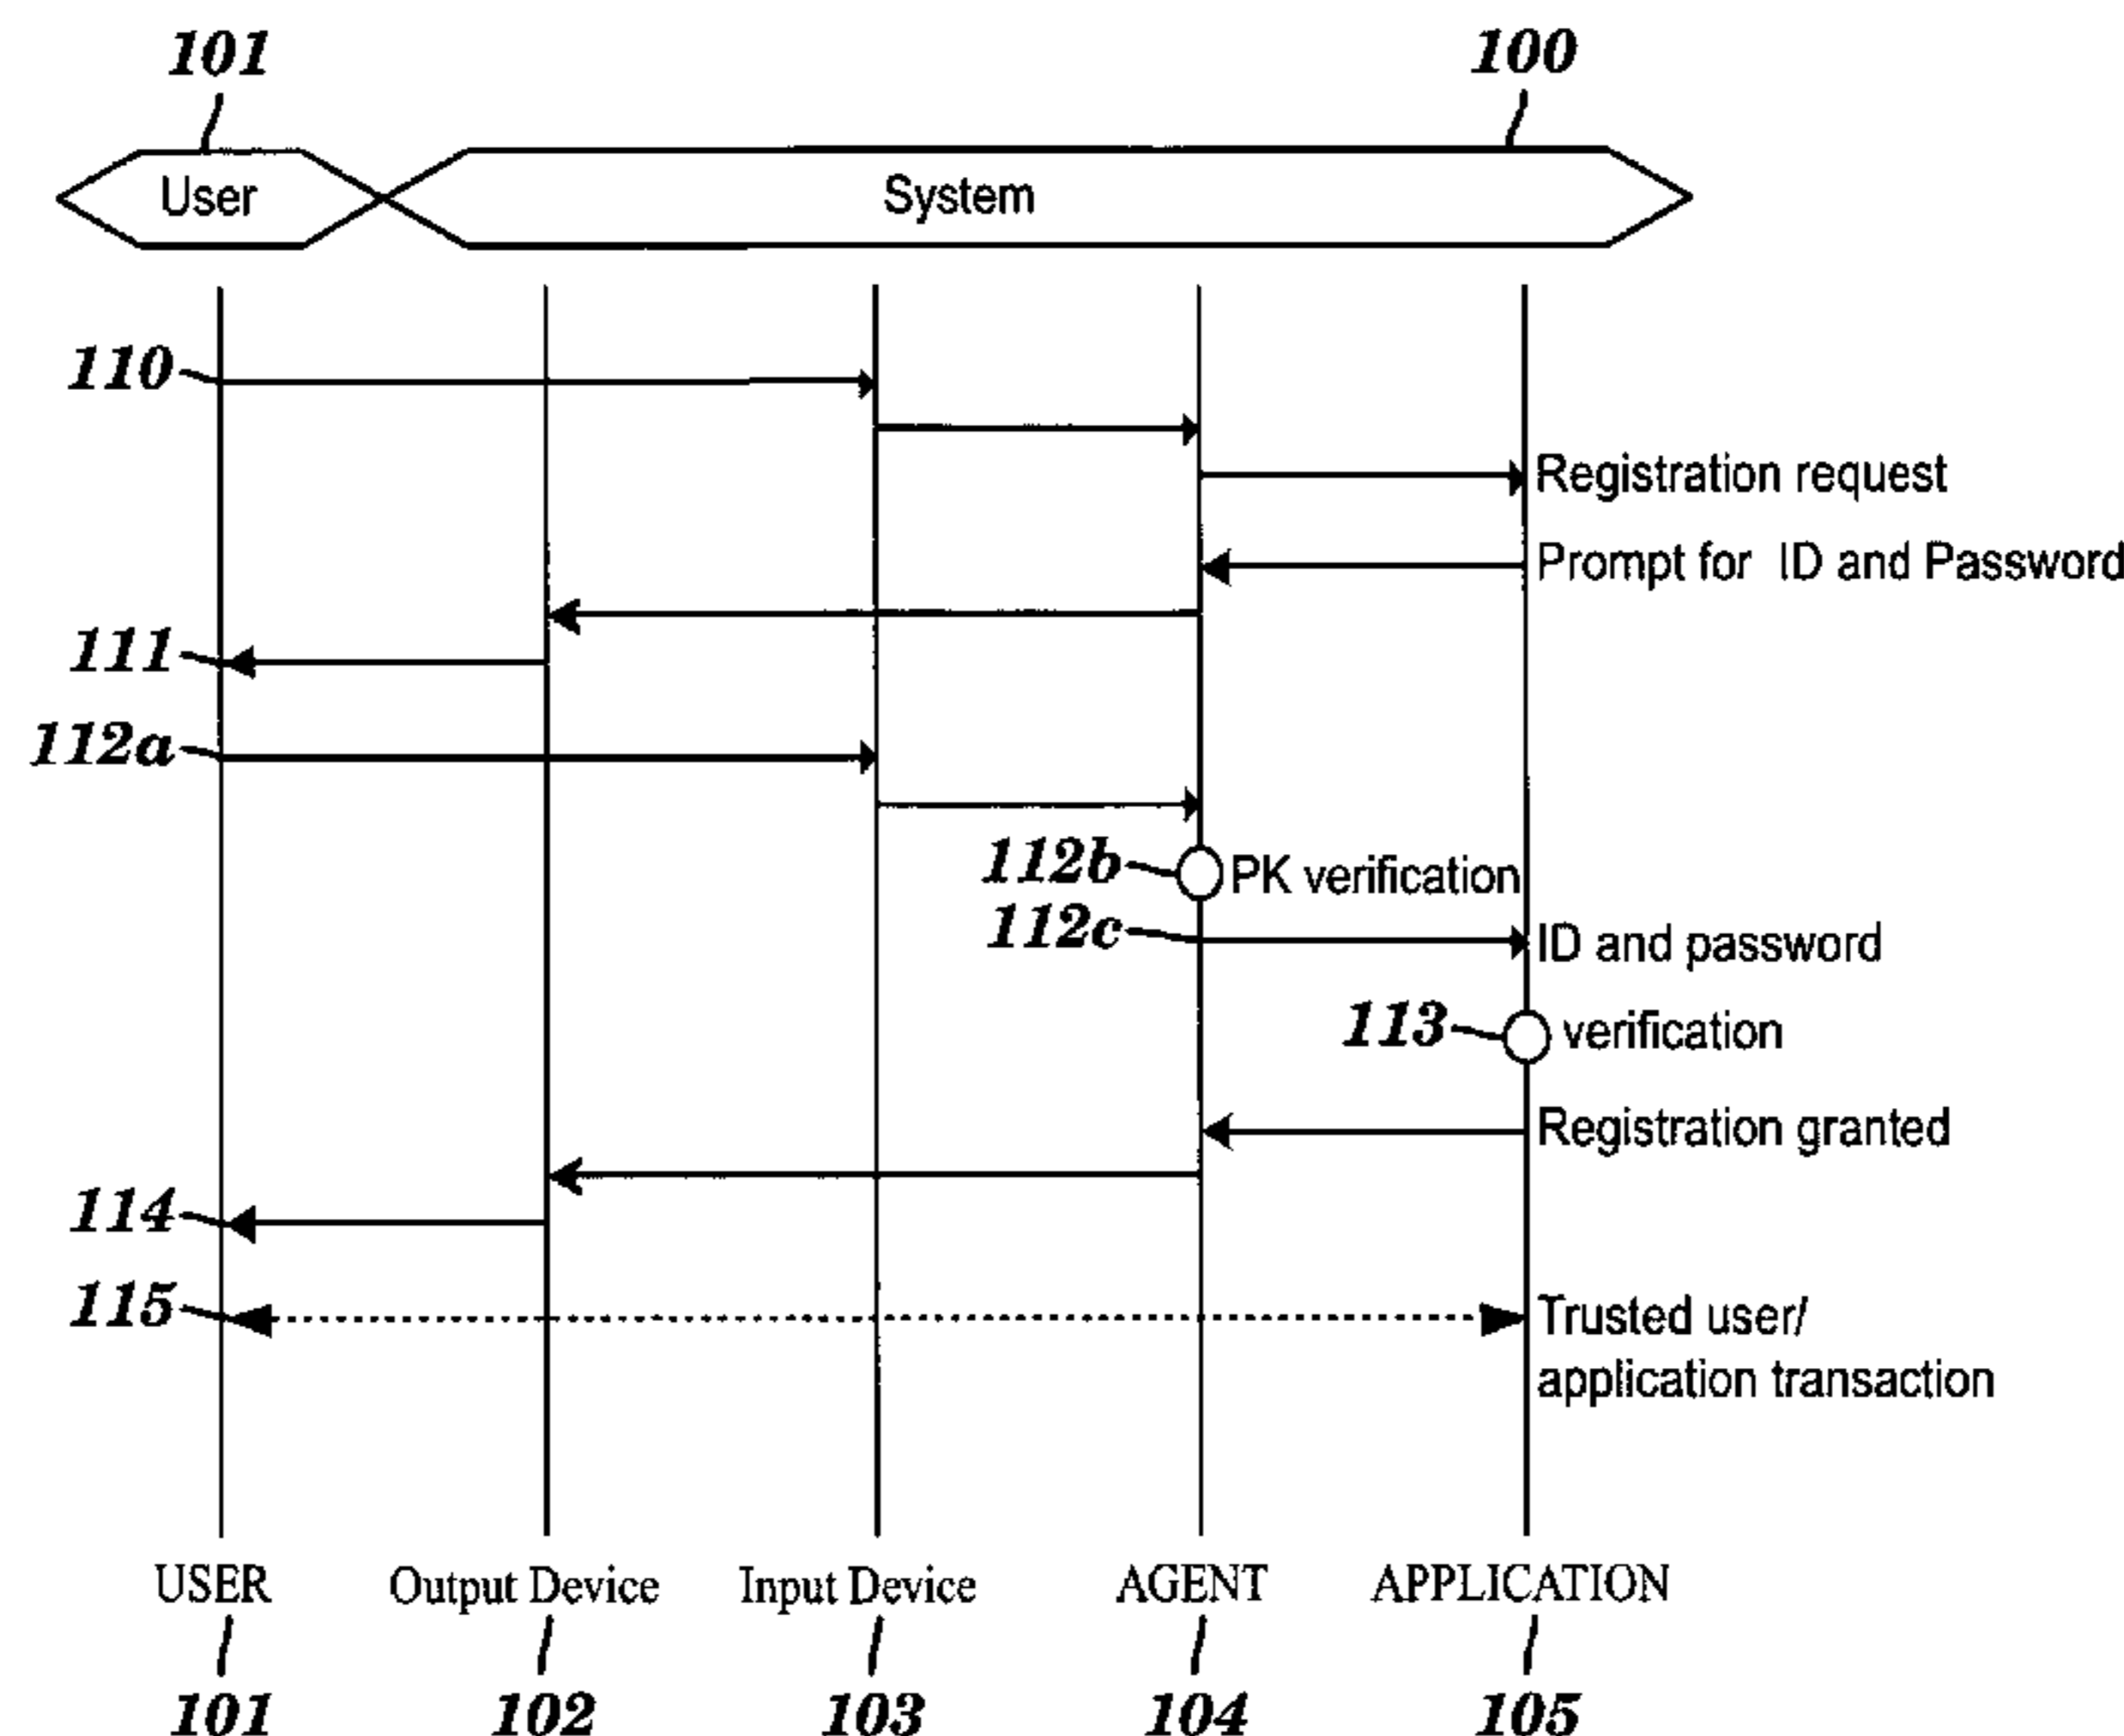 101
100
User
System
110
Registration request
Prompt for ID and Password
111
112a
112b
PK verification
112c
ID and password
113
verification
Registration granted
114
115
Trusted user/
application transaction
USER
Output Device
Input Device
AGENT
APPLICATION
101
102
103
104
105